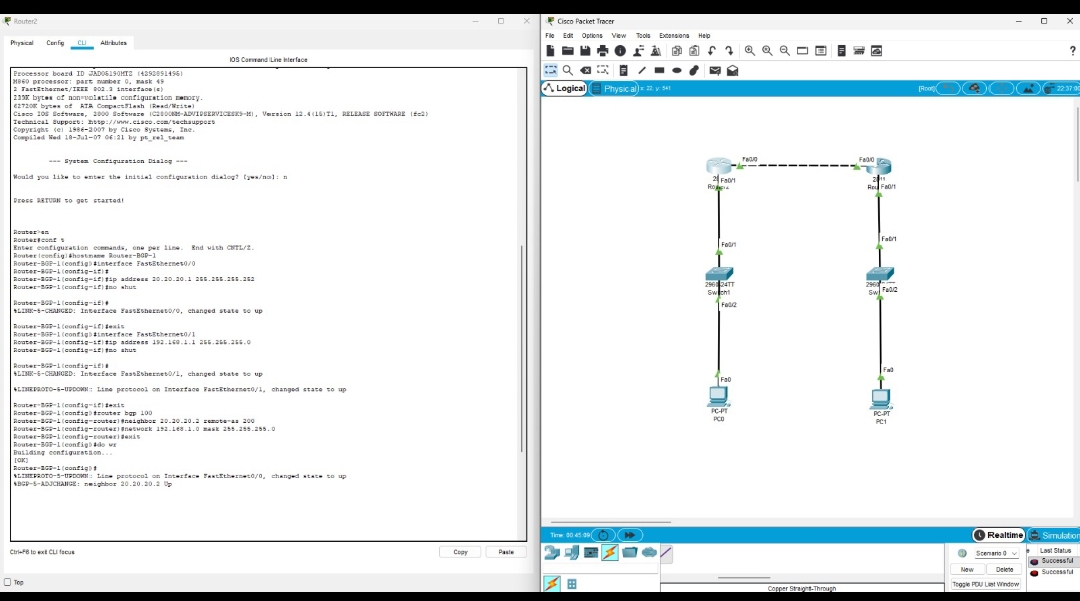 Router2
Physical Config CLI Attributes
IOS Command Line Interface
Processor board ID JAD05190MTZ (4292891495)
M860 processor: part number 0, mask 49
2 FastEthernet/IEEE 802.3 interface(s)
239K bytes of non-volatile configuration memory.
62720K bytes of ATA CompactFlash (Read/Write)
Cisco IOS Software, 2800 Software (C2800NM-ADVIPSERVICESK9-M), Version 12.4(15)T1, RELEASE SOFTWARE (fc2)
Technical Support: http://www.cisco.com/techsupport
Copyright (c) 1986-2007 by Cisco Systems, Inc.
Compiled Wed 18-Jul-07 06:21 by pt_rel_team
--- System Configuration Dialog ---
Would you like to enter the initial configuration dialog? [yes/no]: n
Press RETURN to get started!
Router>en
Router#conf t
Enter configuration commands, one per line. End with CNTL/Z.
Router(config)#hostname Router-BGP-1
Router-BGP-1(config)#interface FastEthernet0/0
Router-BGP-1(config-if)#
Router-BGP-1(config-if)#ip address 20.20.20.1 255.255.255.252
Router-BGP-1(config-if)#no shut
Router-BGP-1(config-if)#
%LINK-5-CHANGED: Interface FastEthernet0/0, changed state to up
Router-BGP-1(config-if)#exit
Router-BGP-1(config)#interface FastEthernet0/1
Router-BGP-1(config-if)#ip address 192.168.1.1 255.255.255.0
Router-BGP-1(config-if)#no shut
Router-BGP-1(config-if)#
%LINK-5-CHANGED: Interface FastEthernet0/1, changed state to up
%LINEPROTO-5-UPDOWN: Line protocol on Interface FastEthernet0/1, changed state to up
Router-BGP-1(config-if)#exit
Router-BGP-1(config)#router bgp 100
Router-BGP-1(config-router)#neighbor 20.20.20.2 remote-as 200
Router-BGP-1(config-router)#network 192.168.1.0 mask 255.255.255.0
Router-BGP-1(config-router)#exit
Router-BGP-1(config)#do wr
Building configuration...
[OK]
Router-BGP-1(config)#
%LINEPROTO-5-UPDOWN: Line protocol on Interface FastEthernet0/0, changed state to up
%BGP-5-ADJCHANGE: neighbor 20.20.20.2 Up
Ctrl+F6 to exit CLI focus
Copy Paste
Top
Cisco Packet Tracer
File Edit Options View Tools Extensions Help
?
Logical Physical x: 22, y: 541
[Root] 22:37:00
Fa0/0 Fa0/0
Fa0/1
Fa0/1
Fa0/1 Fa0/1
Fa0/2
Fa0/2
Fa0 Fa0
PC-PT
PC0
PC-PT
PC1
Time: 00:45:09
Realtime Simulation
Scenario 0
New Delete
Toggle PDU List Window
Last Status
Successful
Successful
Copper Straight-Through